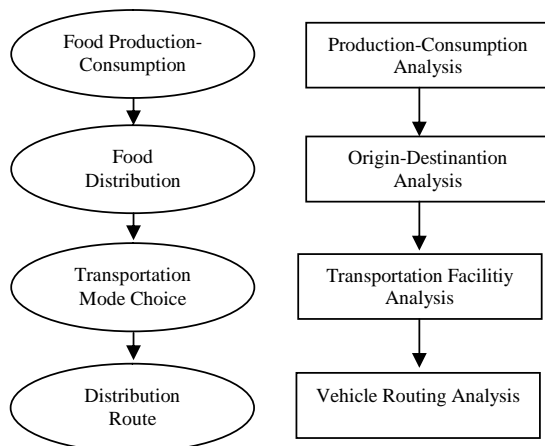 Food Production-
Consumption
Production-Consumption
Analysis
Food
Distribution
Origin-Destinantion
Analysis
Transportation
Mode Choice
Transportation Facilitiy
Analysis
Distribution
Route
Vehicle Routing Analysis